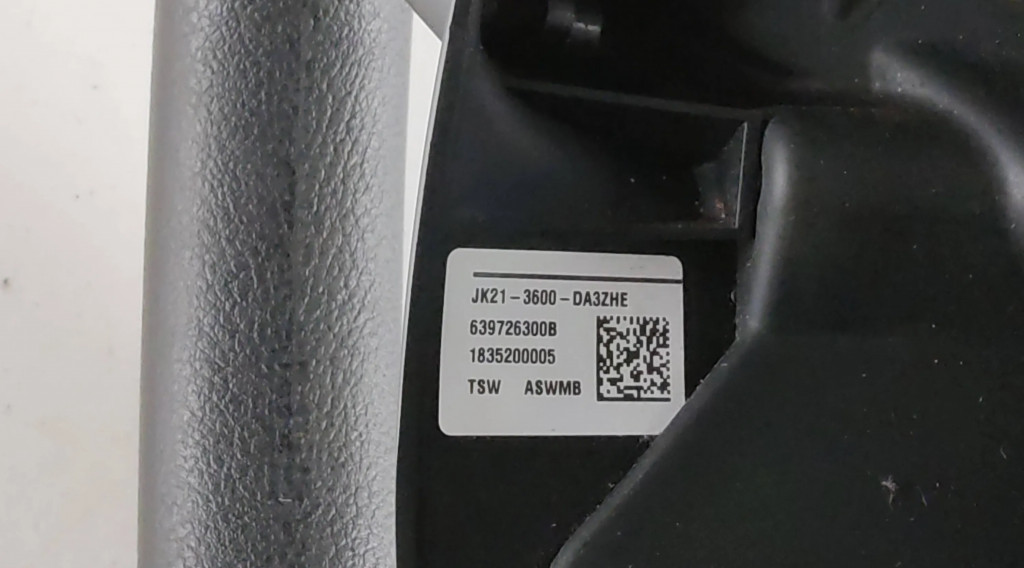 JK21-3600-DA3ZHE
639726300B
1835200005
TSW ASWMB